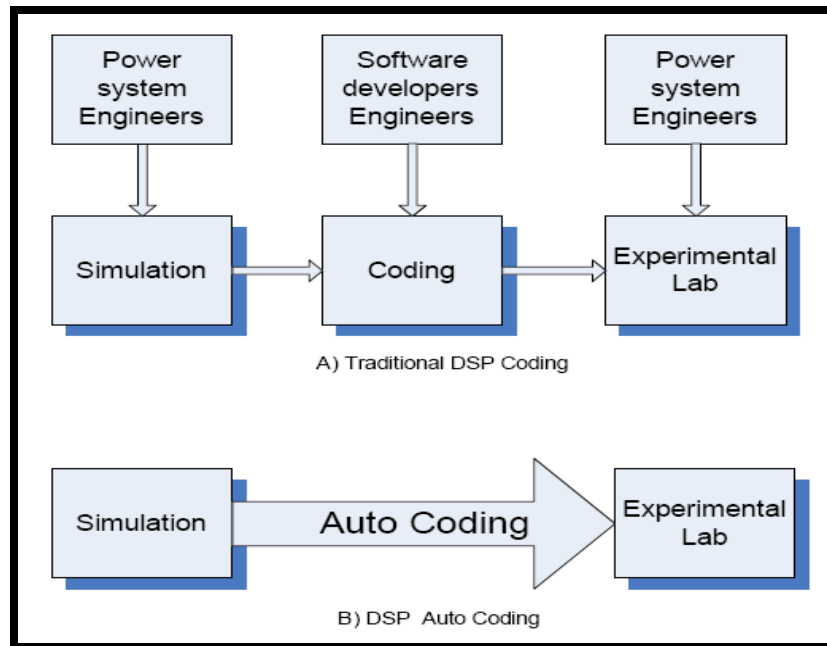 Power
system
Engineers
Software
developers
Engineers
Power
system
Engineers
Simulation
Coding
Experimental
Lab
A) Traditional DSP Coding
Simulation
Auto Coding
Experimental
Lab
B) DSP Auto Coding